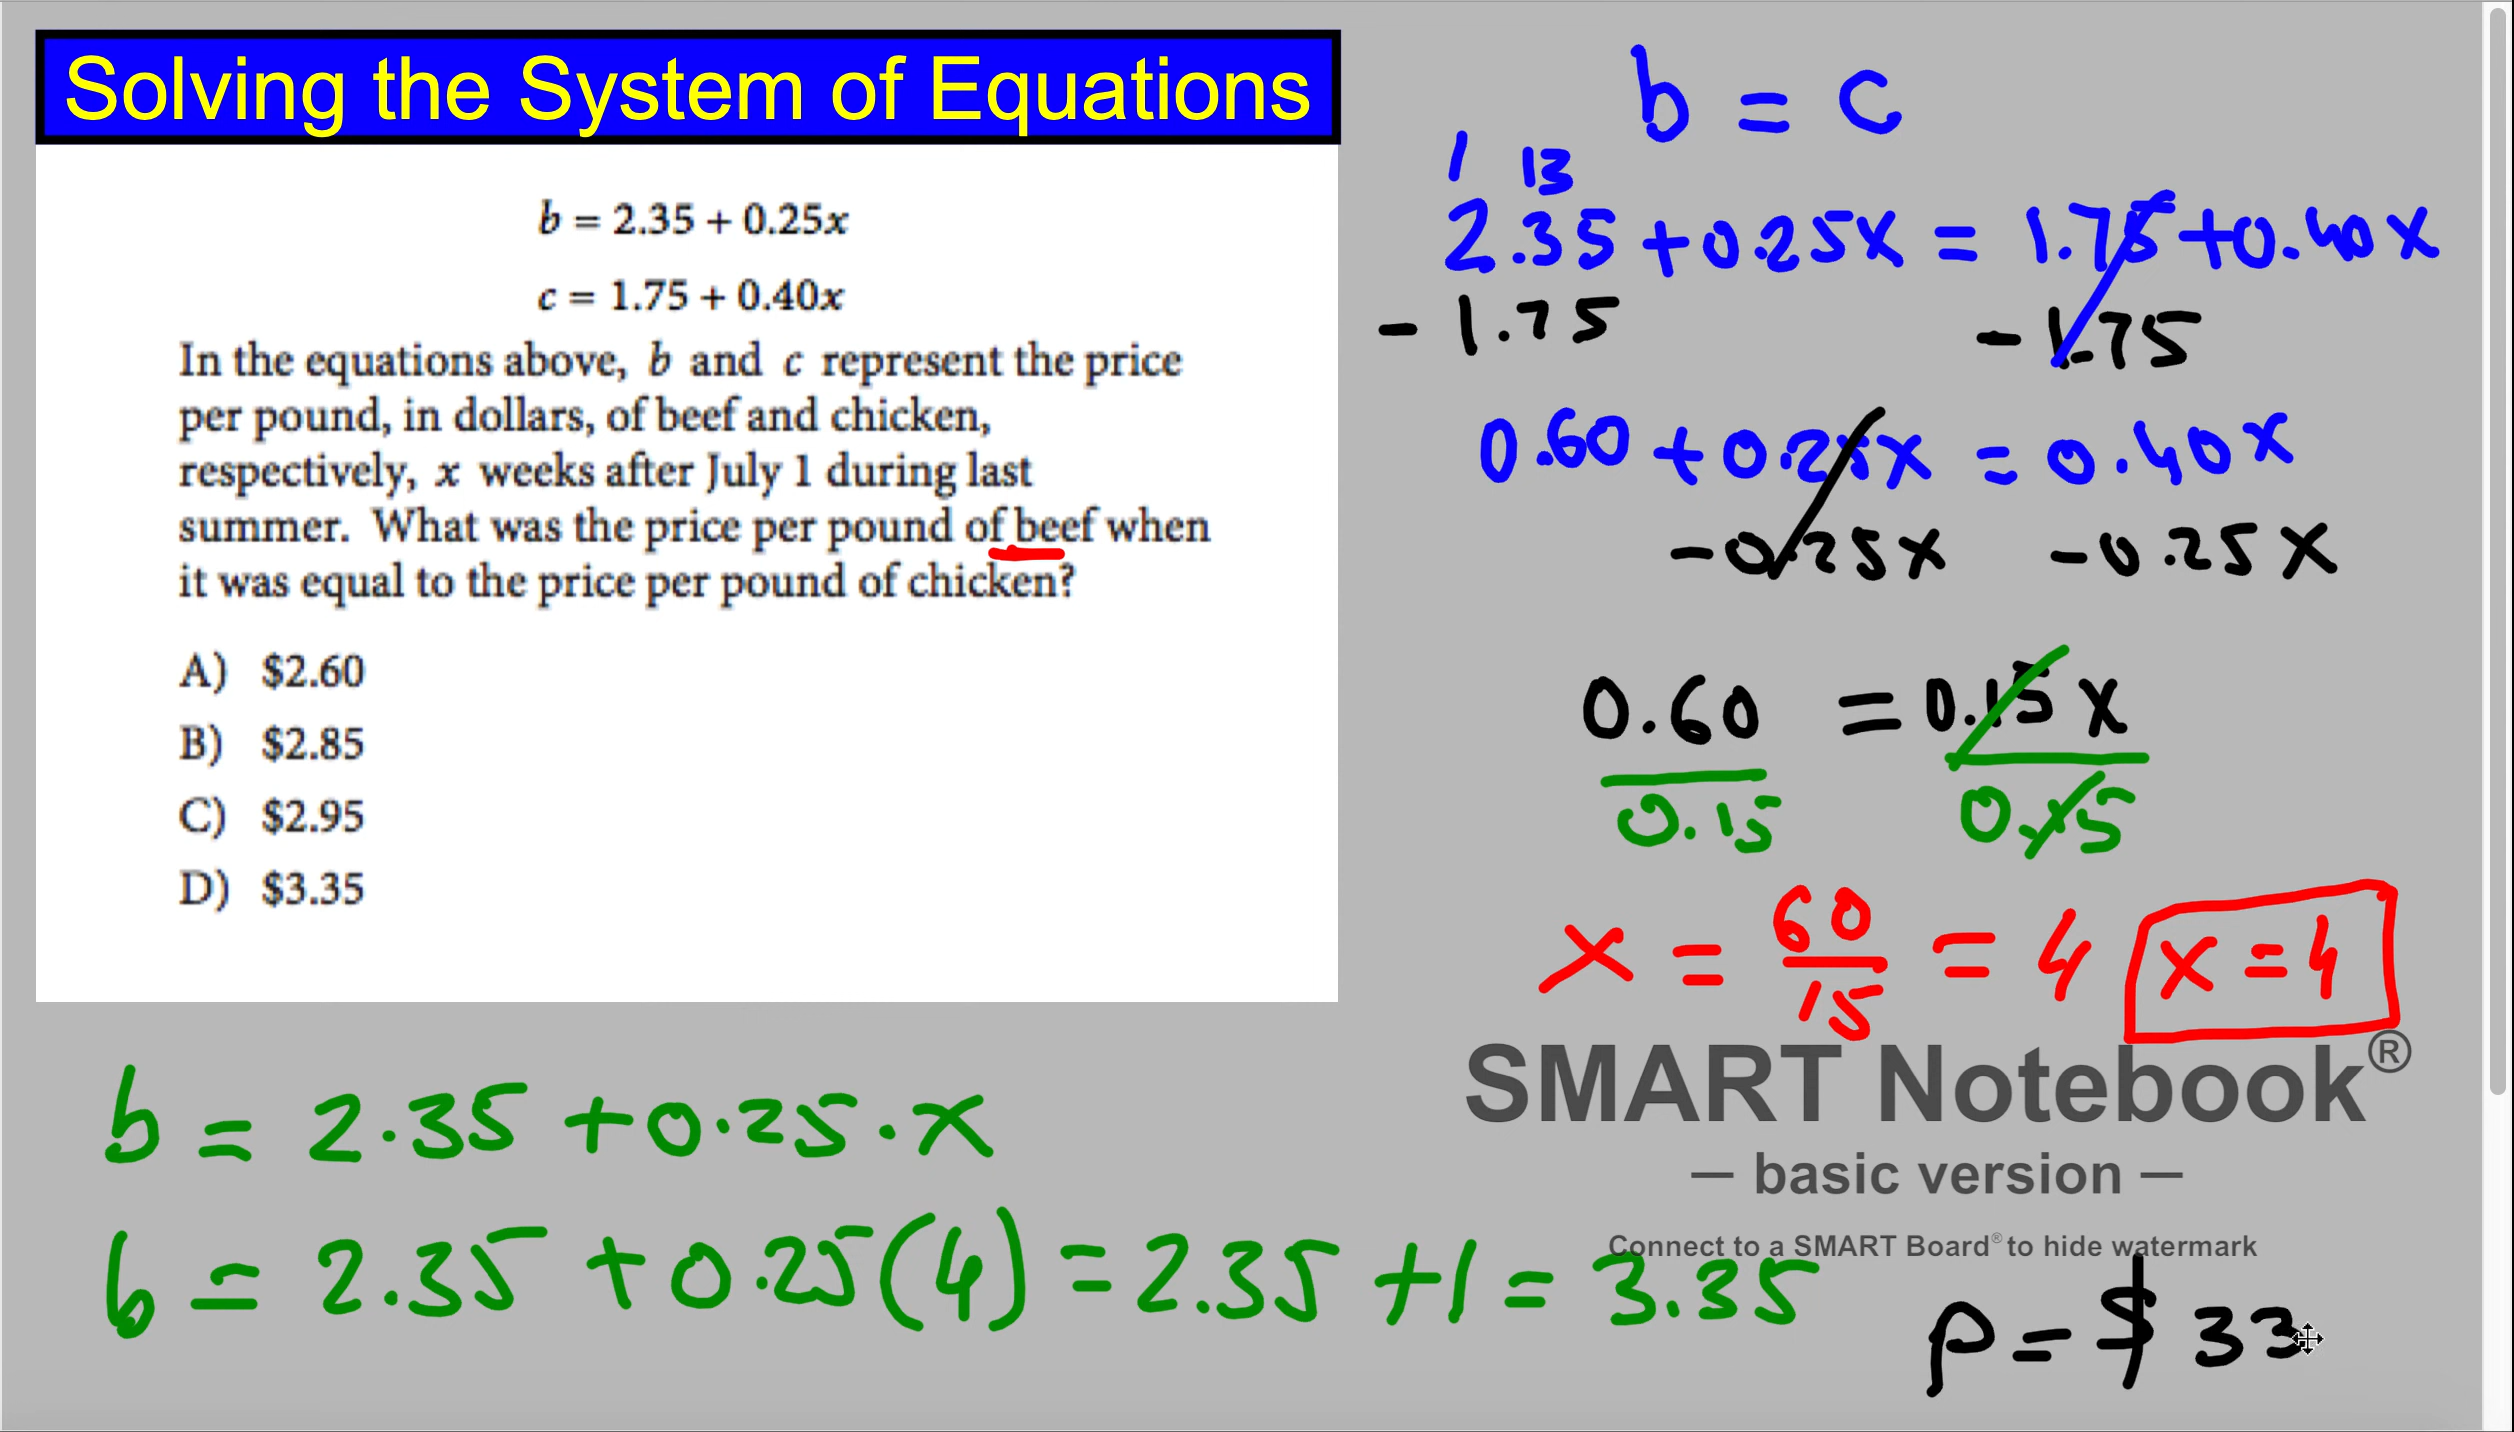 Solving the System of Equations
b = 2.35 + 0.25x
c = 1.75 + 0.40x
In the equations above, b and c represent the price
per pound, in dollars, of beef and chicken,
respectively, x weeks after July 1 during last
summer. What was the price per pound of beef when
it was equal to the price per pound of chicken?
A) $2.60
B) $2.85
C) $2.95
D) $3.35
b = c
1 13
2.35 + 0.25x = 1.75 + 0.40x
- 1.75 - 1.75
0.60 + 0.25x = 0.40x
- 0.25x - 0.25x
0.60 = 0.15x
0.15 0.15
x = 60/15 = 4 x = 4
SMART Notebook®
— basic version —
Connect to a SMART Board® to hide watermark
b = 2.35 + 0.25 · x
b = 2.35 + 0.25(4) = 2.35 + 1 = 3.35
p = $ 33